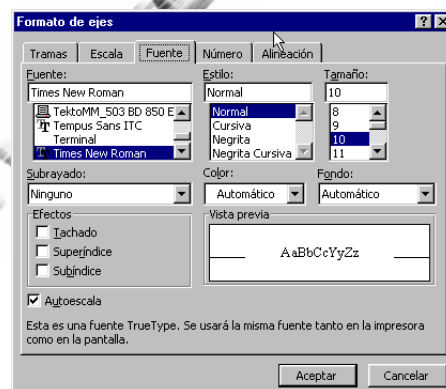 Formato de ejes
Tramas Escala Fuente Número Alineación
Fuente: Estilo: Tamaño:
Times New Roman Normal 10
TektoMM_503 BD 850 E Normal 8
Tempus Sans ITC Cursiva 9
Terminal Negrita 10
Times New Roman Negrita Cursiva 11
Subrayado: Color: Fondo:
Ninguno Automático Automático
Efectos Vista previa
Tachado
Superíndice AaBbCcYyZz
Subíndice
Autoescala
Esta es una fuente TrueType. Se usará la misma fuente tanto en la impresora
como en la pantalla.
Aceptar Cancelar